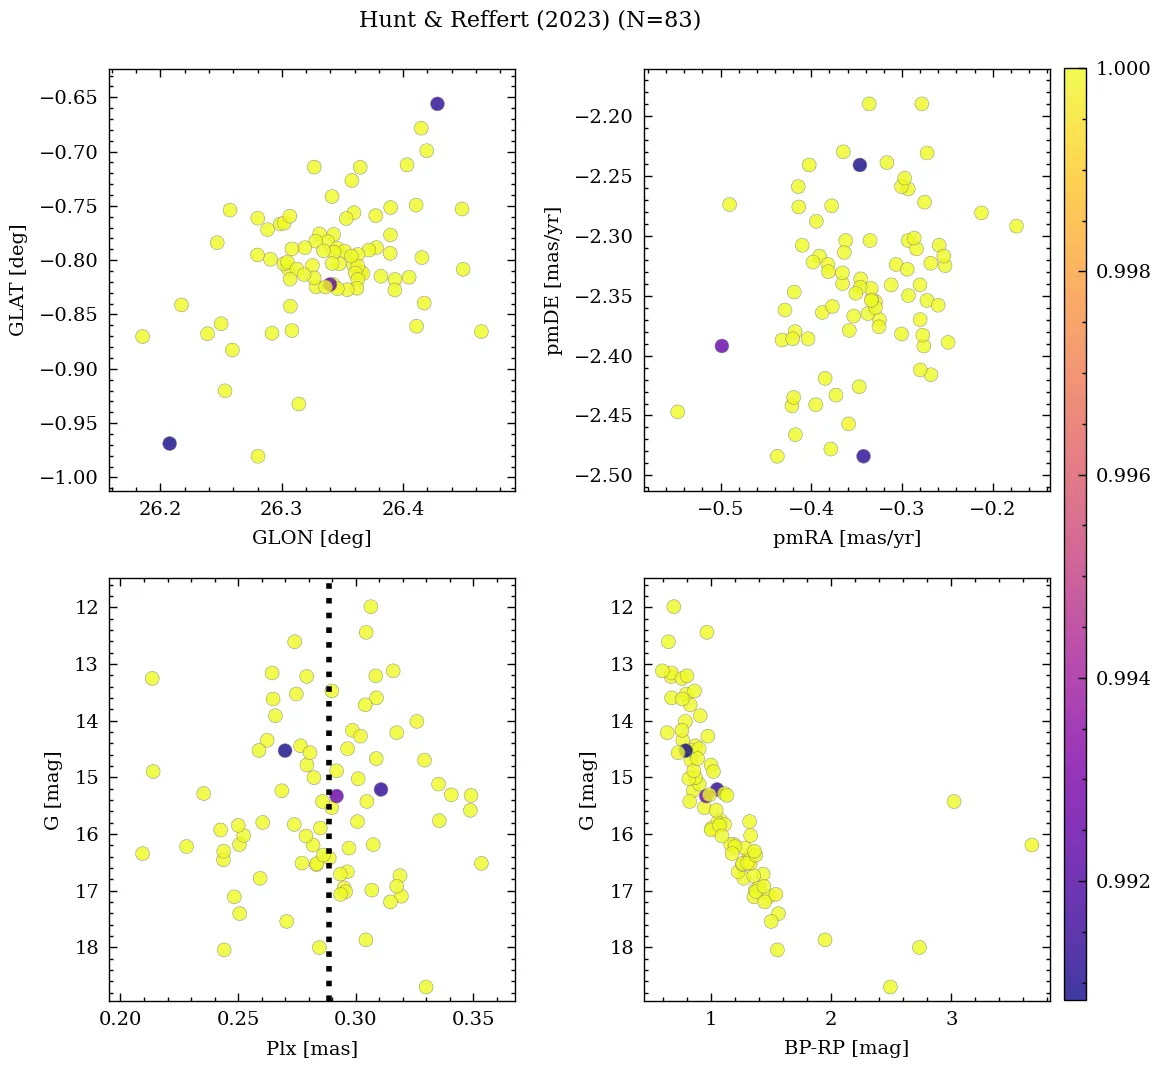 Hunt & Reffert (2023) (N=83)
−0.65
−0.70
−0.75
−0.80
−0.85
−0.90
−0.95
−1.00
GLAT [deg]
26.2 26.3 26.4
GLON [deg]
−2.20
−2.25
−2.30
−2.35
−2.40
−2.45
−2.50
pmDE [mas/yr]
−0.5 −0.4 −0.3 −0.2
pmRA [mas/yr]
12
13
14
15
16
17
18
G [mag]
0.20 0.25 0.30 0.35
Plx [mas]
12
13
14
15
16
17
18
G [mag]
1 2 3
BP-RP [mag]
1.000
0.998
0.996
0.994
0.992